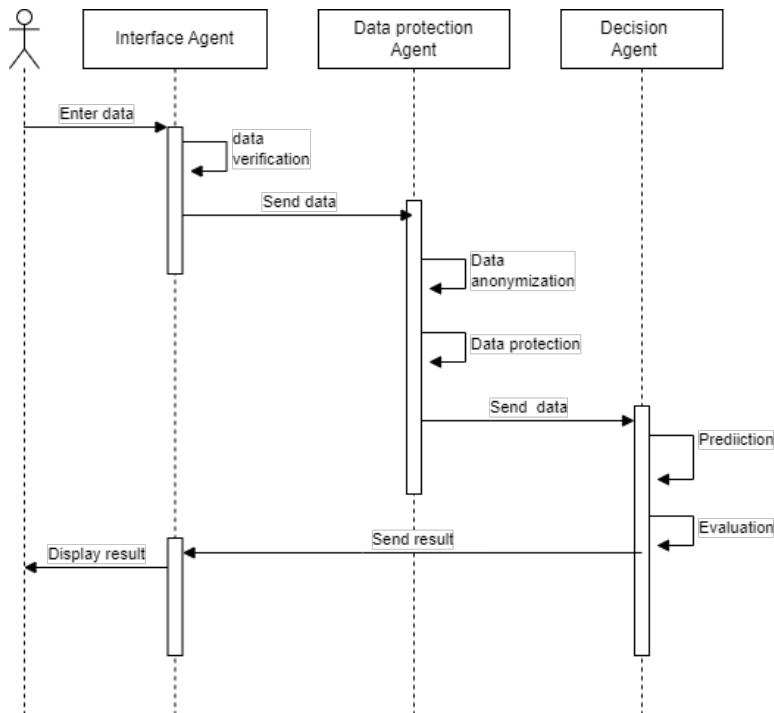 Interface Agent
Data protection
Agent
Decision
Agent
Enter data
data
verification
Send data
Data
anonymization
Data protection
Send data
Prediiction
Evaluation
Send result
Display result